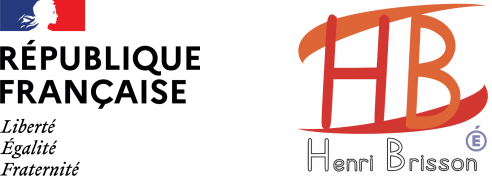 RÉPUBLIQUE
FRANÇAISE
Liberté
Égalité
Fraternité
HB
É
Henri Brisson